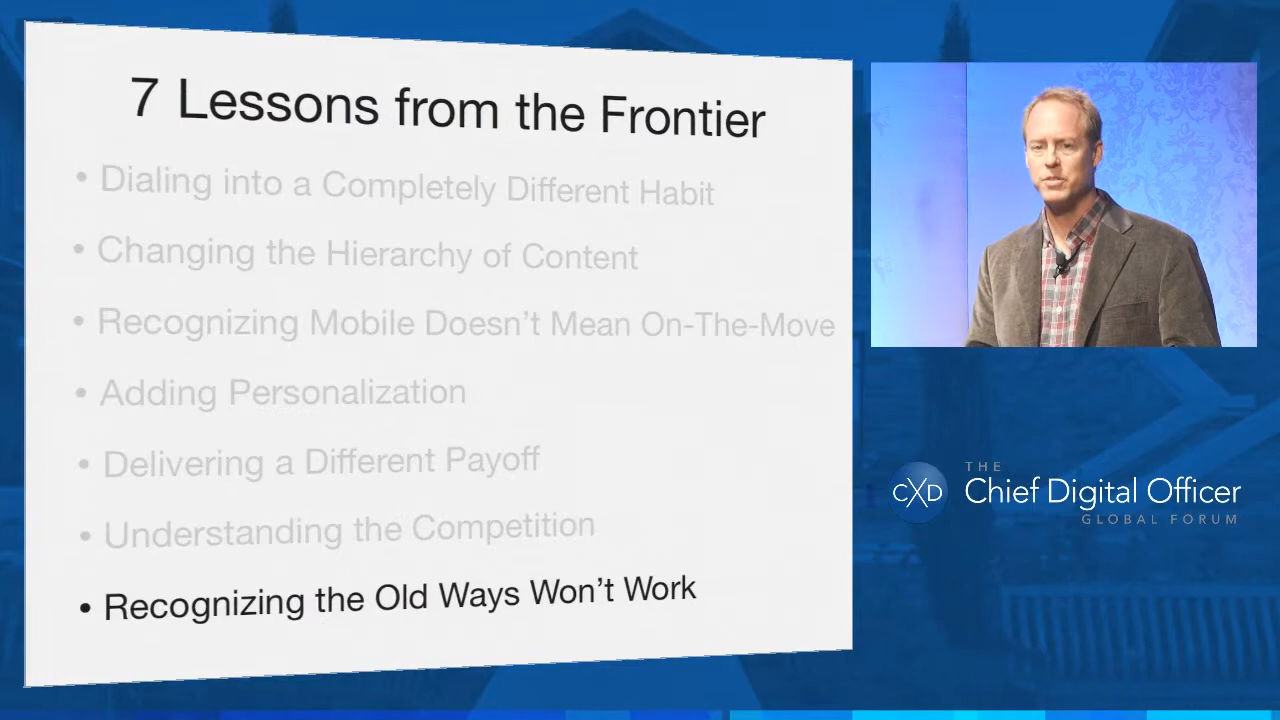 7 Lessons from the Frontier
• Dialing into a Completely Different Habit
• Changing the Hierarchy of Content
• Recognizing Mobile Doesn't Mean On-The-Move
• Adding Personalization
• Delivering a Different Payoff
• Understanding the Competition
• Recognizing the Old Ways Won't Work
CXD
THE
Chief Digital Officer
GLOBAL FORUM